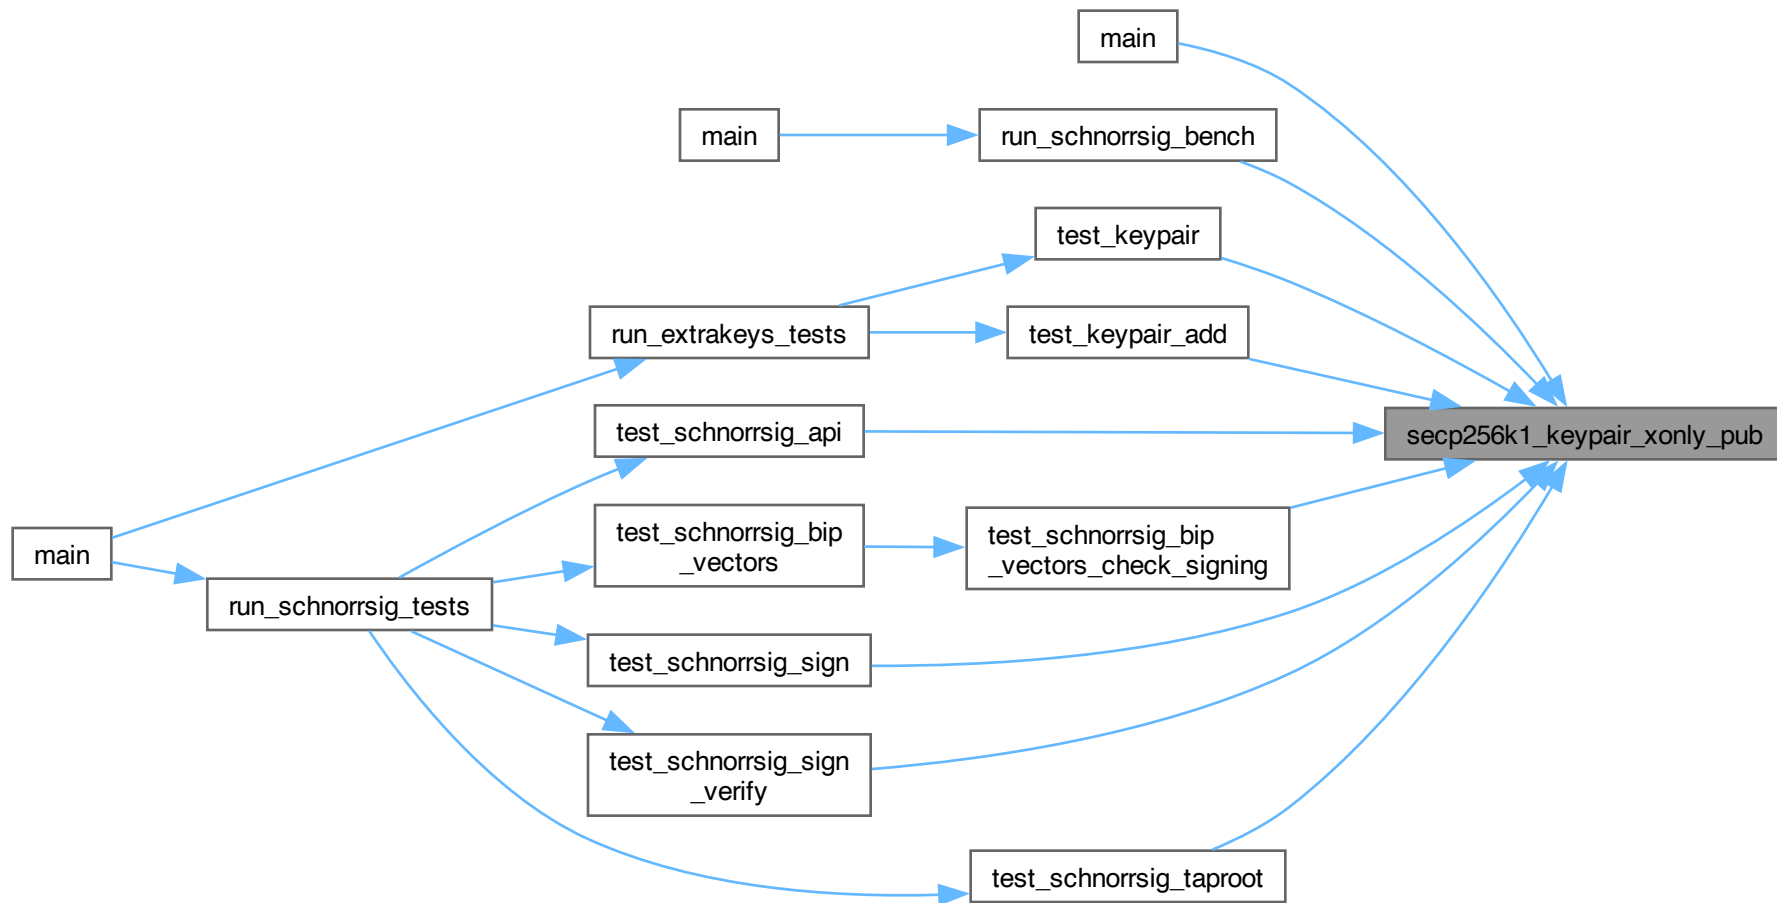 main
main
run_schnorrsig_bench
test_keypair
run_extrakeys_tests
test_keypair_add
test_schnorrsig_api
secp256k1_keypair_xonly_pub
main
test_schnorrsig_bip
_vectors
test_schnorrsig_bip
_vectors_check_signing
run_schnorrsig_tests
test_schnorrsig_sign
test_schnorrsig_sign
_verify
test_schnorrsig_taproot